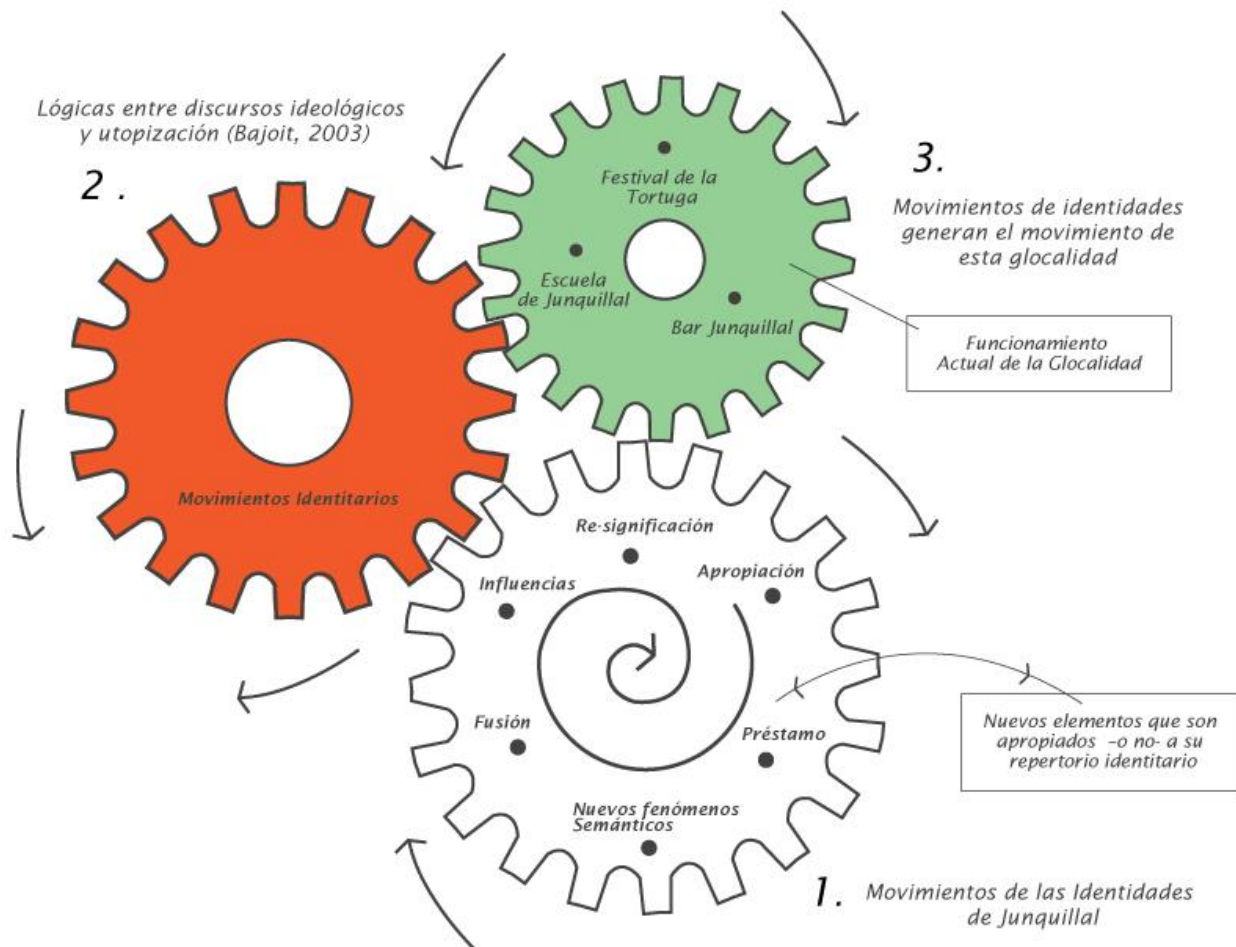 Lógicas entre discursos ideológicos
y utopización (Bajoit, 2003)
2 .
Movimientos Identitarios
Festival de la
Tortuga
Escuela
de Junquillal
Bar Junquillal
3.
Movimientos de identidades
generan el movimiento de
esta glocalidad
Funcionamiento
Actual de la Glocalidad
Re-significación
Influencias
Apropiación
Fusión
Préstamo
Nuevos fenómenos
Semánticos
Nuevos elementos que son
apropiados -o no- a su
repertorio identitario
1.
Movimientos de las Identidades
de Junquillal